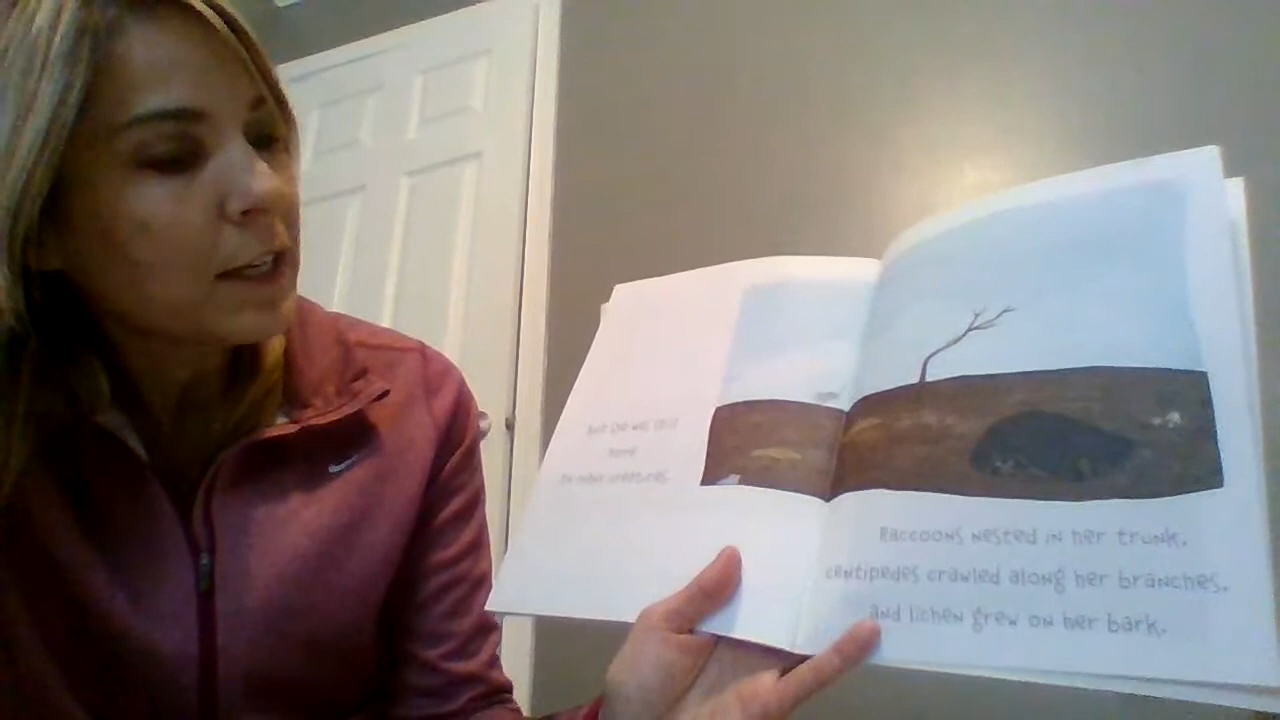 But she was still
home
to other creatures.
Raccoons nested in her trunk,
centipedes crawled along her branches,
and lichen grew on her bark.